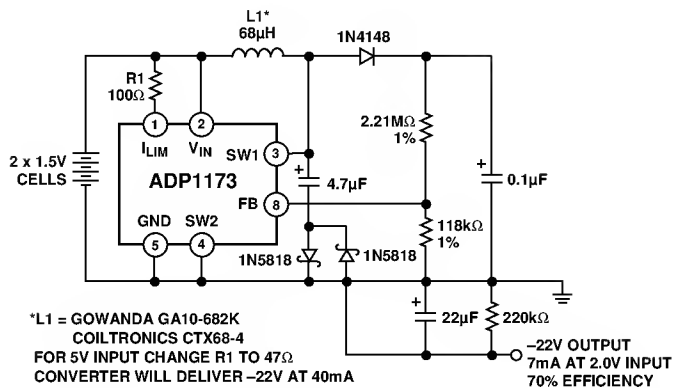 L1*
68µH
1N4148
R1
100Ω
2.21MΩ
1%
1
2
ILIM
VIN
SW1
3
2 x 1.5V
CELLS
ADP1173
+
4.7µF
+
0.1µF
FB
8
GND
SW2
118kΩ
1%
5
4
1N5818
1N5818
+
22µF
220kΩ
*L1 = GOWANDA GA10-682K
COILTRONICS CTX68-4
FOR 5V INPUT CHANGE R1 TO 47Ω
CONVERTER WILL DELIVER –22V AT 40mA
–22V OUTPUT
7mA AT 2.0V INPUT
70% EFFICIENCY